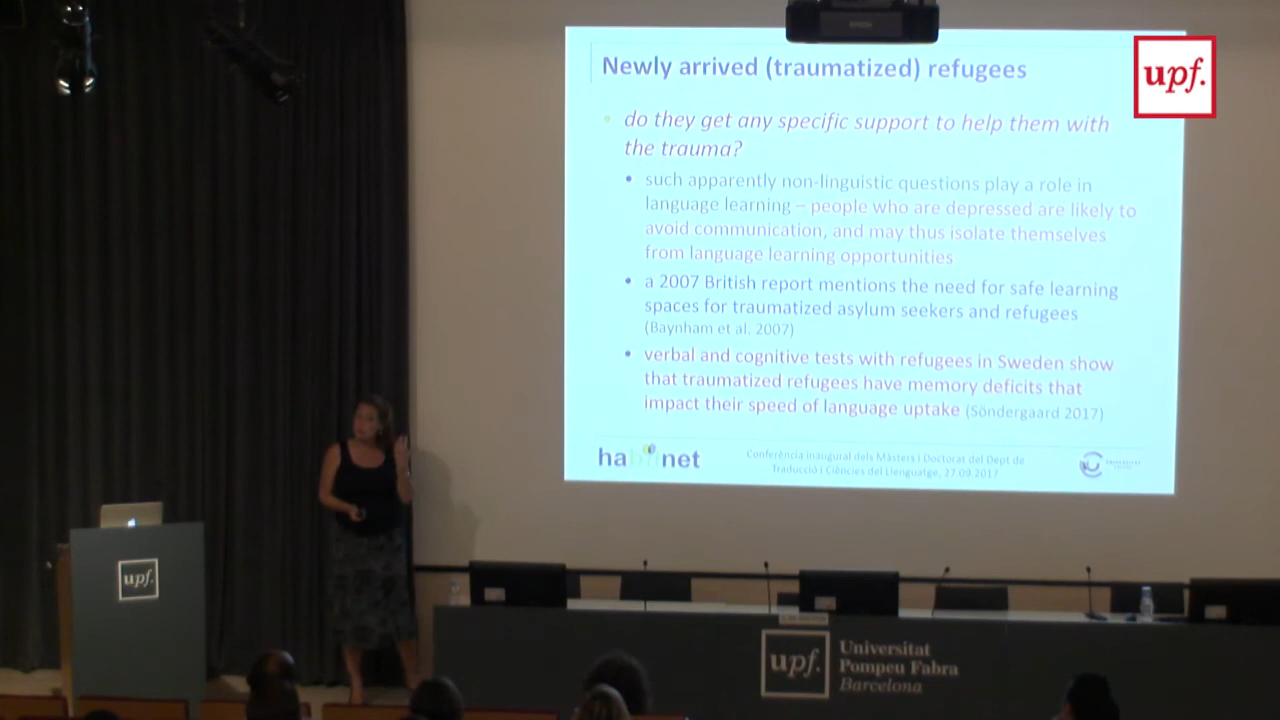 EPSON
Newly arrived (traumatized) refugees
upf.
do they get any specific support to help them with
the trauma?
such apparently non-linguistic questions play a role in
language learning – people who are depressed are likely to
avoid communication, and may thus isolate themselves
from language learning opportunities
a 2007 British report mentions the need for safe learning
spaces for traumatized asylum seekers and refugees
(Baynham et al. 2007)
verbal and cognitive tests with refugees in Sweden show
that traumatized refugees have memory deficits that
impact their speed of language uptake (Söndergaard 2017)
habnet
Conferència inaugural dels Màsters i Doctorat del Dept de
Traducció i Ciències del Llenguatge, 27.09.2017
upf.
upf.
Universitat
Pompeu Fabra
Barcelona